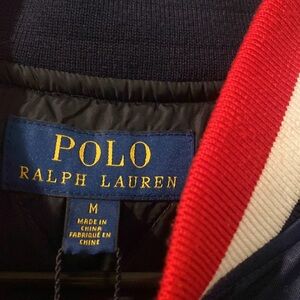 POLO
RALPH LAUREN
M
MADE IN
CHINA
FABRIQUÉ EN
CHINE